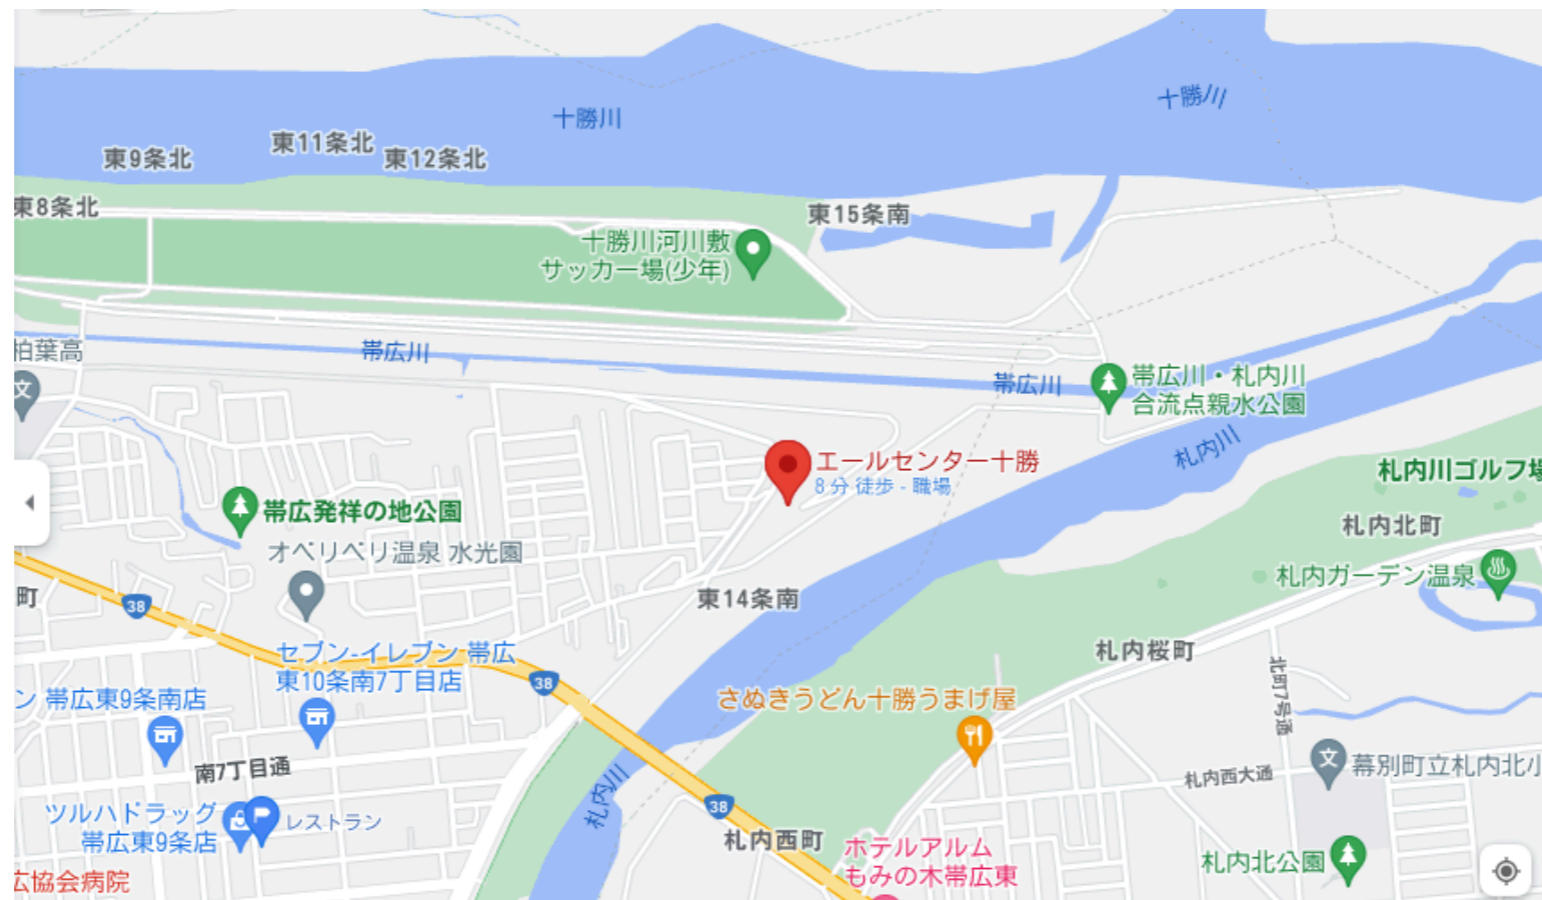 十勝川
十勝川
東9条北
東11条北
東12条北
東8条北
東15条南
十勝川河川敷
サッカー場(少年)
柏葉高
帯広川
帯広川
帯広川・札内川
合流点親水公園
札内川
エールセンター十勝
8分 徒歩 - 職場
札内川ゴルフ場
帯広発祥の地公園
オベリベリ温泉 水光園
札内北町
札内ガーデン温泉
町
38
東14条南
セブン-イレブン 帯広
東10条南7丁目店
38
札内桜町
北町7号通
ン 帯広東9条南店
さぬきうどん十勝うまげ屋
南7丁目通
札内川
38
札内西大通
幕別町立札内北小
ツルハドラッグ
帯広東9条店
レストラン
札内西町
ホテルアルム
もみの木帯広東
札内北公園
広協会病院